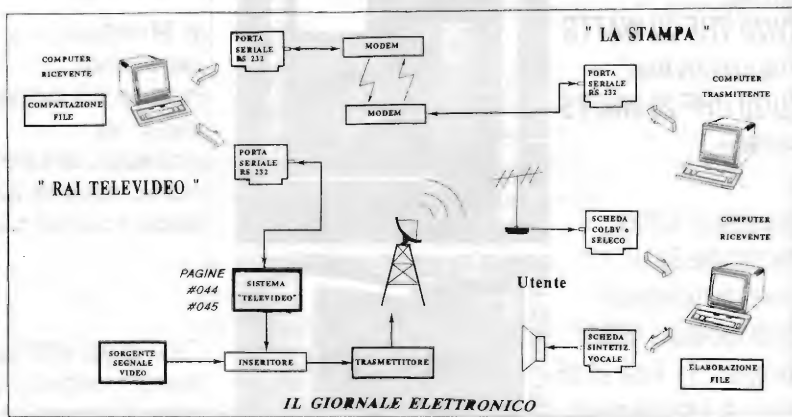 COMPUTER
RICEVENTE
COMPATTAZIONE
FILE
PORTA
SERIALE
RS 232
MODEM
MODEM
" LA STAMPA "
PORTA
SERIALE
RS 232
COMPUTER
TRASMITTENTE
" RAI TELEVIDEO "
PORTA
SERIALE
RS 232
SCHEDA
COLBY o
SELECO
COMPUTER
RICEVENTE
PAGINE
#044
#045
SISTEMA
"TELEVIDEO"
Utente
SORGENTE
SEGNALE
VIDEO
INSERITORE
TRASMETTITORE
SCHEDA
SINTETIZ.
VOCALE
ELABORAZIONE
FILE
IL GIORNALE ELETTRONICO